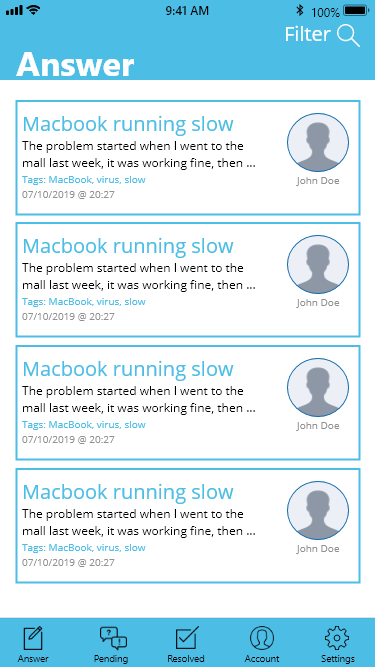 9:41 AM
100%
Filter
Answer
Macbook running slow
The problem started when I went to the
mall last week, it was working fine, then ...
Tags: MacBook, virus, slow
07/10/2019 @ 20:27
John Doe
Macbook running slow
The problem started when I went to the
mall last week, it was working fine, then ...
Tags: MacBook, virus, slow
07/10/2019 @ 20:27
John Doe
Macbook running slow
The problem started when I went to the
mall last week, it was working fine, then ...
Tags: MacBook, virus, slow
07/10/2019 @ 20:27
John Doe
Macbook running slow
The problem started when I went to the
mall last week, it was working fine, then ...
Tags: MacBook, virus, slow
07/10/2019 @ 20:27
John Doe
Answer Pending Resolved Account Settings